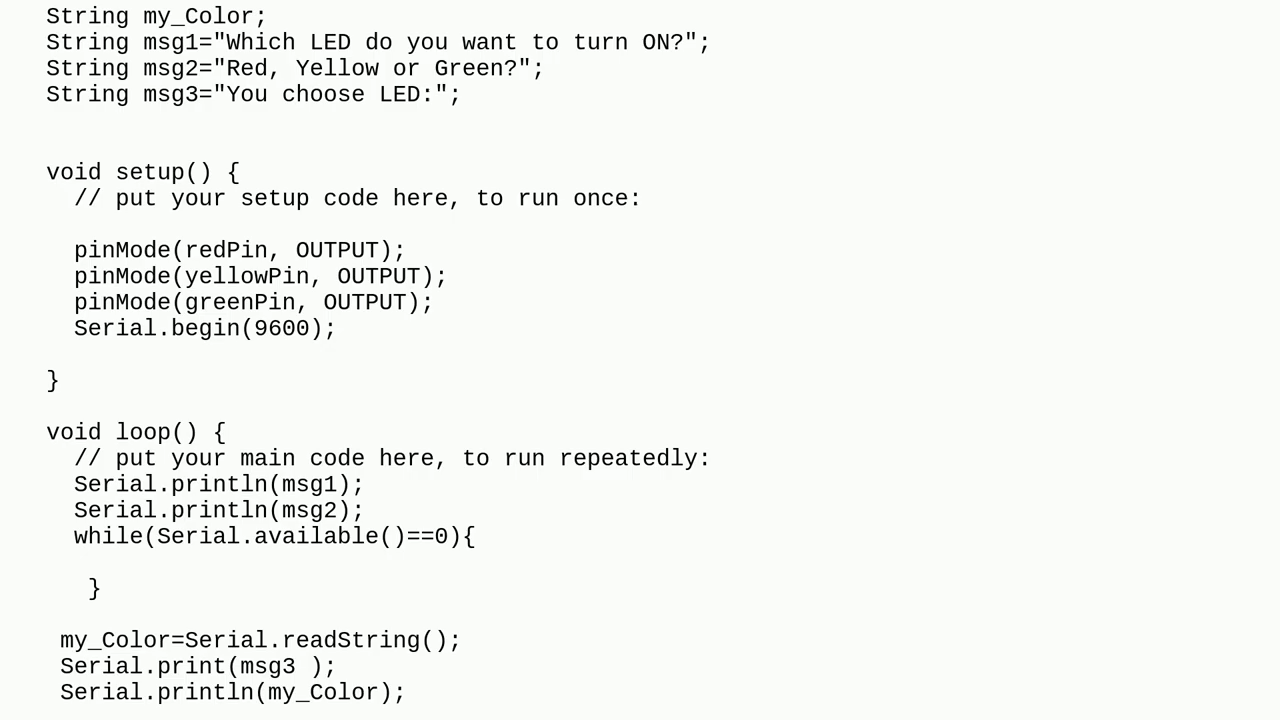 String my_Color;
String msg1="Which LED do you want to turn ON?";
String msg2="Red, Yellow or Green?";
String msg3="You choose LED:";
void setup() {
// put your setup code here, to run once:
pinMode(redPin, OUTPUT);
pinMode(yellowPin, OUTPUT);
pinMode(greenPin, OUTPUT);
Serial.begin(9600);
}
void loop() {
// put your main code here, to run repeatedly:
Serial.println(msg1);
Serial.println(msg2);
while(Serial.available()==0){
}
my_Color=Serial.readString();
Serial.print(msg3 );
Serial.println(my_Color);